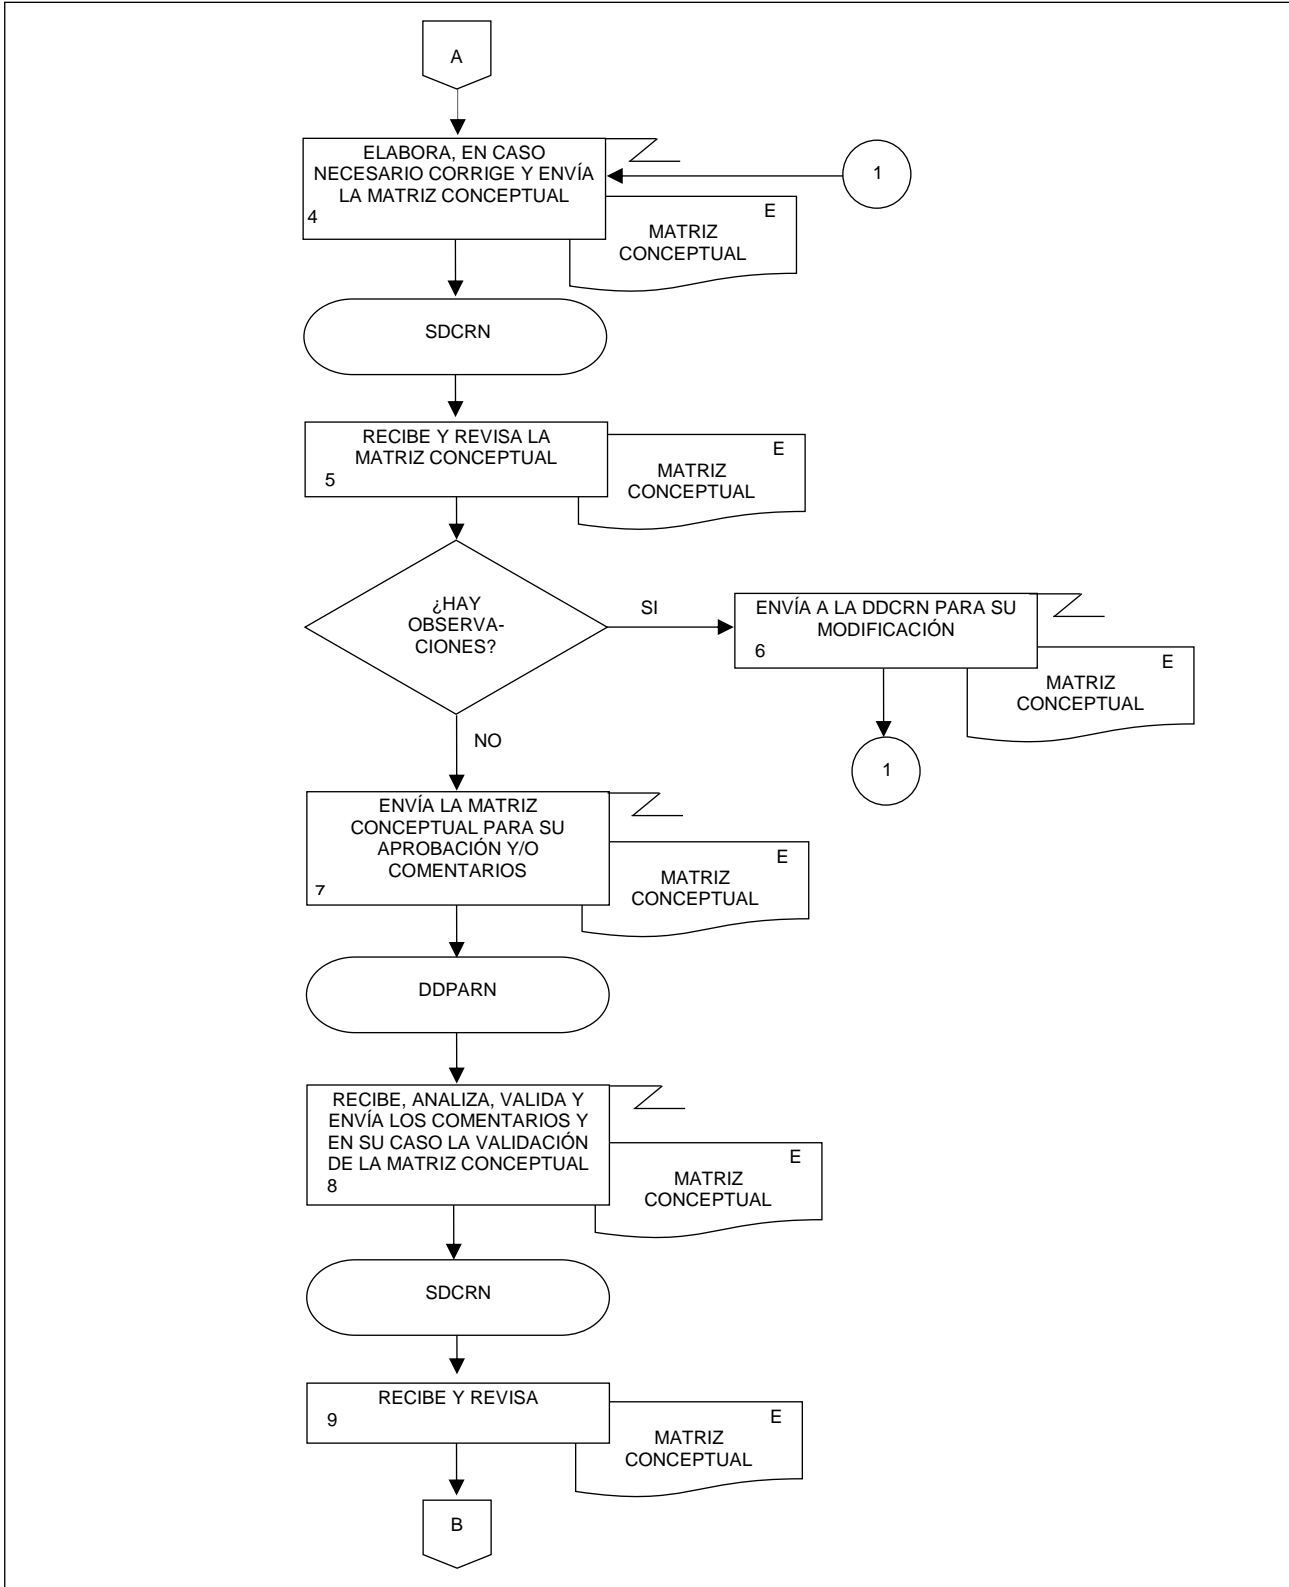 A
ELABORA, EN CASO
NECESARIO CORRIGE Y ENVÍA
LA MATRIZ CONCEPTUAL
4
1
E
MATRIZ
CONCEPTUAL
SDCRN
RECIBE Y REVISA LA
MATRIZ CONCEPTUAL
5
E
MATRIZ
CONCEPTUAL
¿HAY
OBSERVA-
CIONES?
SI
ENVÍA A LA DDCRN PARA SU
MODIFICACIÓN
6
E
MATRIZ
CONCEPTUAL
1
NO
ENVÍA LA MATRIZ
CONCEPTUAL PARA SU
APROBACIÓN Y/O
COMENTARIOS
7
E
MATRIZ
CONCEPTUAL
DDPARN
RECIBE, ANALIZA, VALIDA Y
ENVÍA LOS COMENTARIOS Y
EN SU CASO LA VALIDACIÓN
DE LA MATRIZ CONCEPTUAL
8
E
MATRIZ
CONCEPTUAL
SDCRN
RECIBE Y REVISA
9
E
MATRIZ
CONCEPTUAL
B